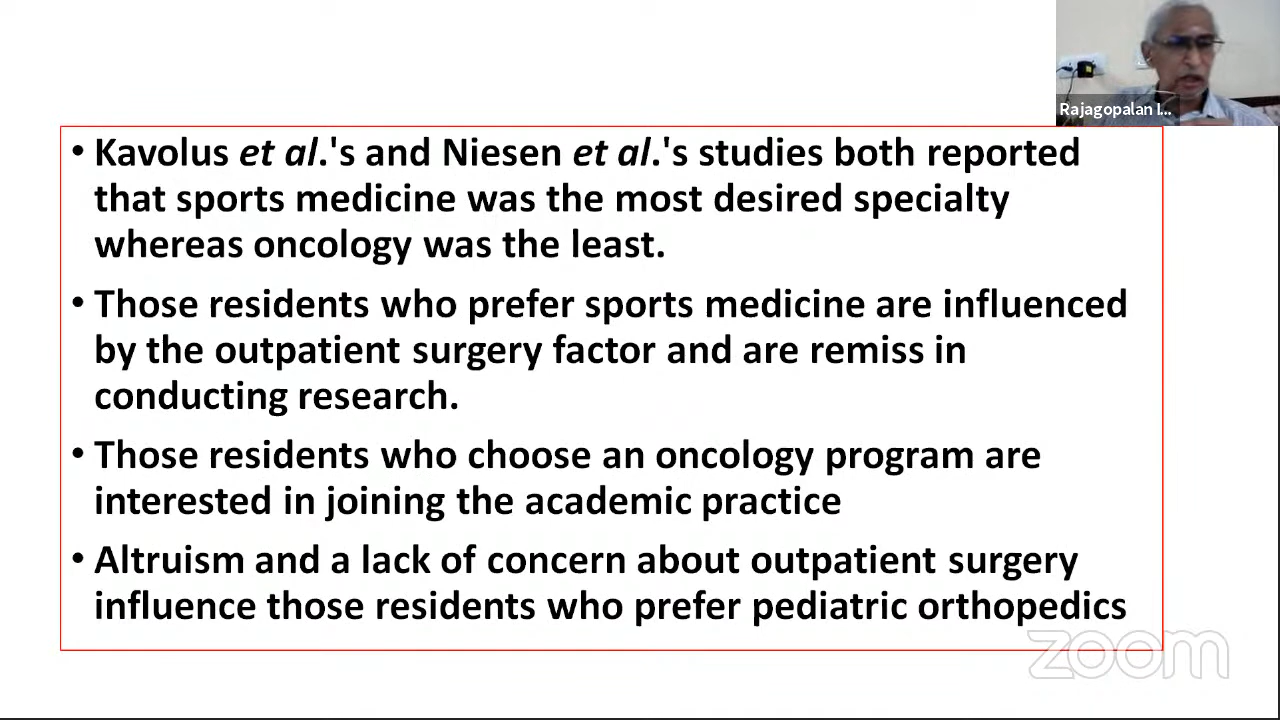 Rajagopalan I...
• Kavolus et al.'s and Niesen et al.'s studies both reported
that sports medicine was the most desired specialty
whereas oncology was the least.
• Those residents who prefer sports medicine are influenced
by the outpatient surgery factor and are remiss in
conducting research.
• Those residents who choose an oncology program are
interested in joining the academic practice
• Altruism and a lack of concern about outpatient surgery
influence those residents who prefer pediatric orthopedics
zoom